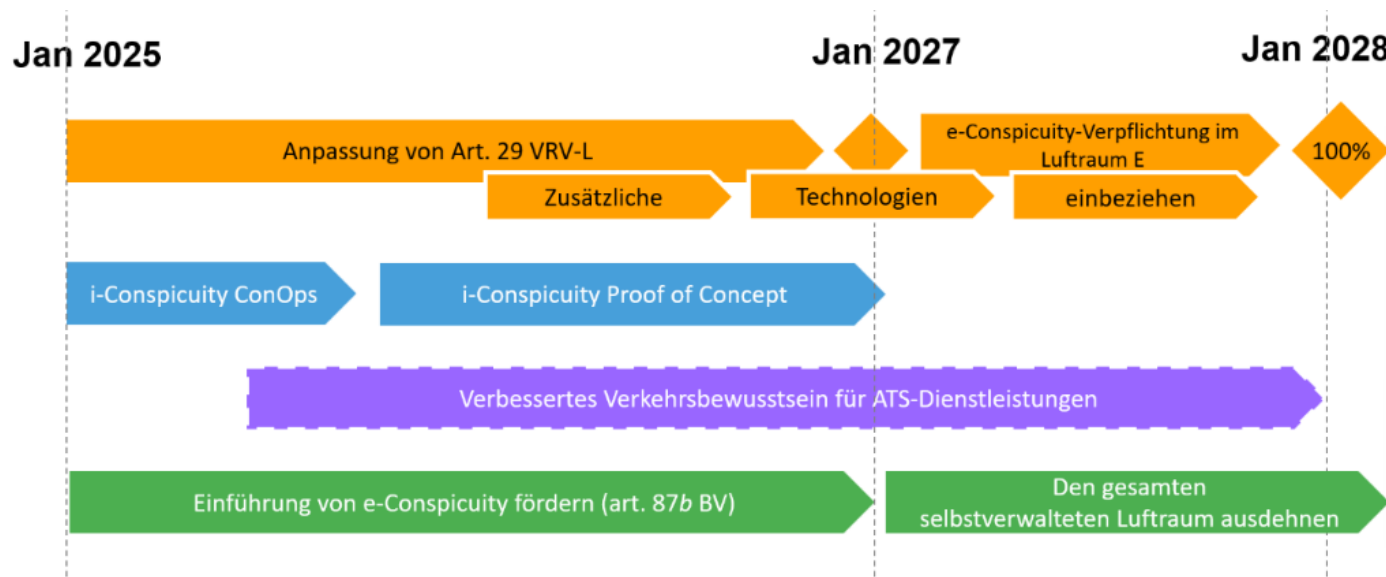 Jan 2025
Jan 2027
Jan 2028
Anpassung von Art. 29 VRV-L
e-Conspicuity-Verpflichtung im
Luftraum E
100%
Zusätzliche
Technologien
einbeziehen
i-Conspicuity ConOps
i-Conspicuity Proof of Concept
Verbessertes Verkehrsbewusstsein für ATS-Dienstleistungen
Einführung von e-Conspicuity fördern (art. 87b BV)
Den gesamten
selbstverwalteten Luftraum ausdehnen